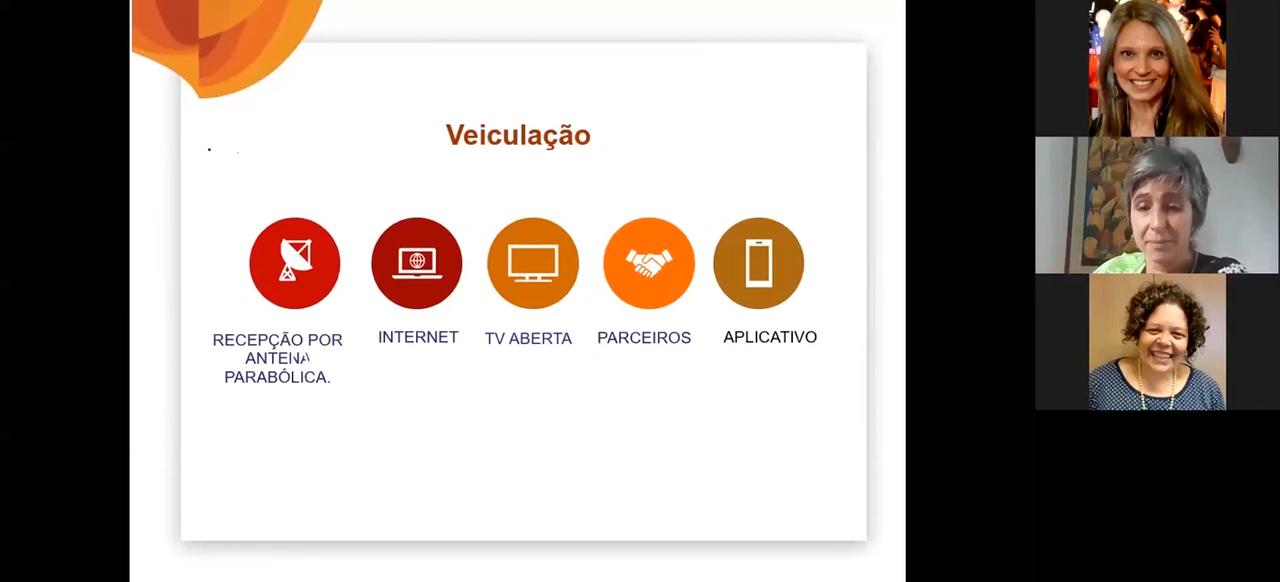 Veiculação
RECEPÇÃO POR
ANTENA
PARABÓLICA.
INTERNET
TV ABERTA
PARCEIROS
APLICATIVO